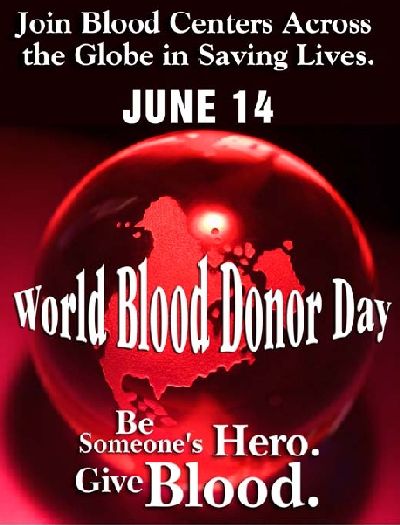 Join Blood Centers Across
the Globe in Saving Lives.
JUNE 14
World Blood Donor Day
Be
Someone's Hero.
Give Blood.